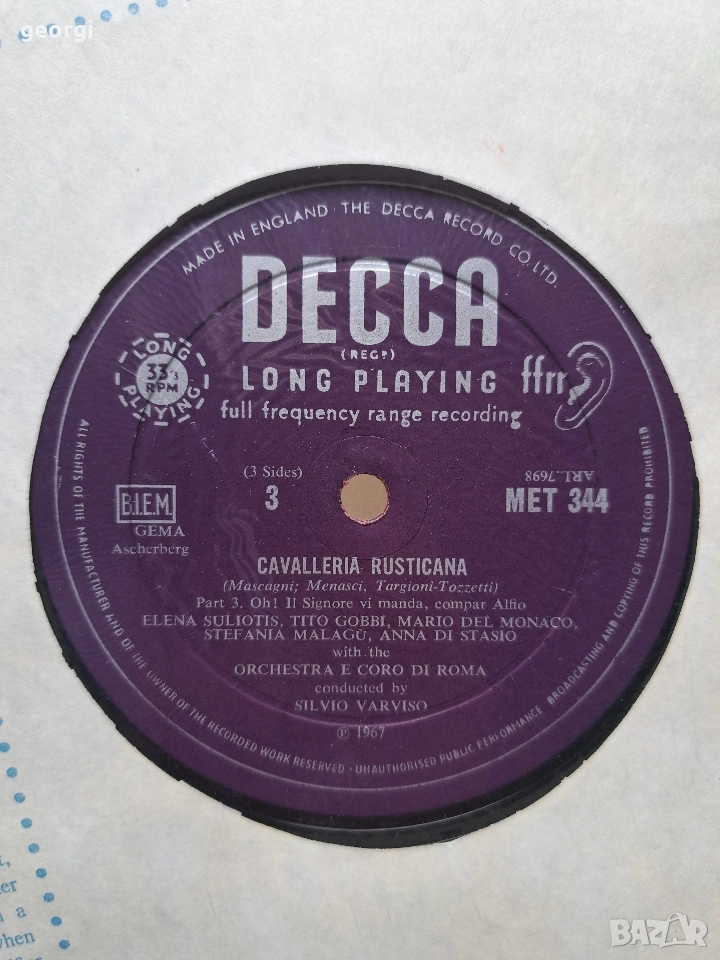 georgi
MADE IN ENGLAND · THE DECCA RECORD CO. LTD.
DECCA
(REGD)
LONG PLAYING
ffrr
full frequency range recording
LONG
33⅓
RPM
PLAYING
(3 Sides)
3
ARL.7698
MET 344
B.I.E.M.
GEMA
Ascherberg
CAVALLERIA RUSTICANA
(Mascagni; Menasci, Targioni-Tozzetti)
Part 3. Oh! Il Signore vi manda, compar Alfio
ELENA SULIOTIS, TITO GOBBI, MARIO DEL MONACO,
STEFANIA MALAGÙ, ANNA DI STASIO
with the
ORCHESTRA E CORO DI ROMA
conducted by
SILVIO VARVISO
℗ 1967
ALL RIGHTS OF THE MANUFACTURER AND OF THE OWNER OF THE RECORDED WORK RESERVED · UNAUTHORISED PUBLIC PERFORMANCE BROADCASTING AND COPYING OF THIS RECORD PROHIBITED
a
BAZAR